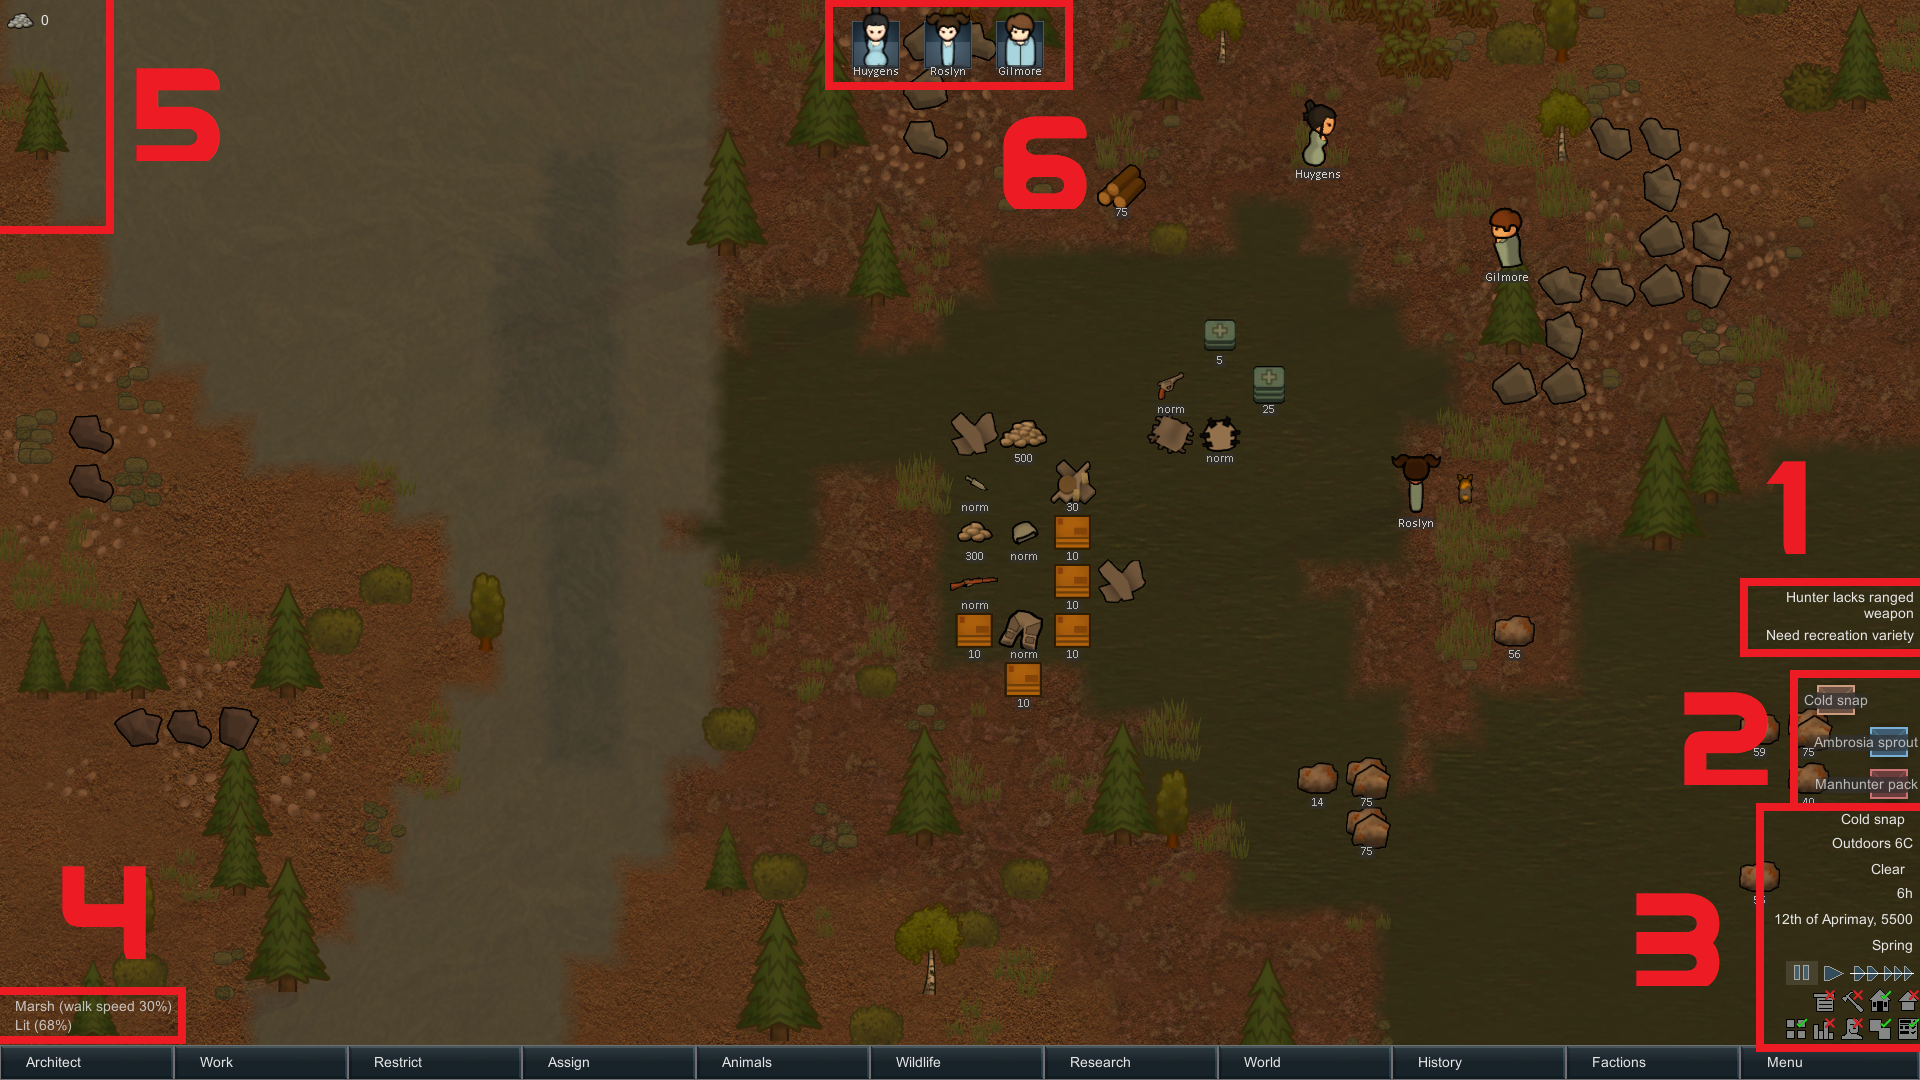 0
5
Huygens Roslyn Gilmore
6
75
Huygens
Gilmore
5
norm
25
500
norm
norm
30
Roslyn
1
300
norm
10
norm
10
Hunter lacks ranged
weapon
Need recreation variety
10
norm
10
56
10
2
Cold snap
59
75
Ambrosia sprout
Manhunter pack
14
75
40
75
3
Cold snap
Outdoors 6C
Clear
6h
12th of Aprimay, 5500
Spring
4
Marsh (walk speed 30%)
Lit (68%)
Architect Work Restrict Assign Animals Wildlife Research World History Factions Menu